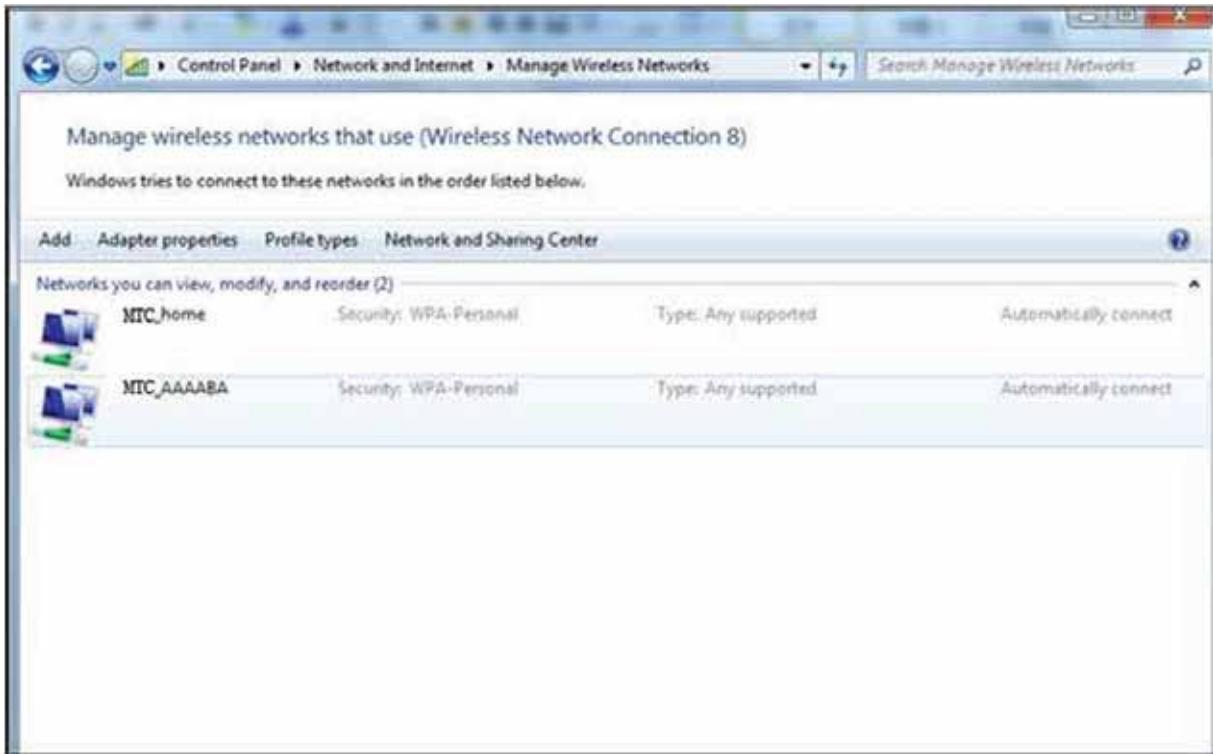 Control Panel ▸ Network and Internet ▸ Manage Wireless Networks
Search Manage Wireless Networks
Manage wireless networks that use (Wireless Network Connection 8)
Windows tries to connect to these networks in the order listed below.
Add Adapter properties Profile types Network and Sharing Center
Networks you can view, modify, and reorder (2)
MTC_home Security: WPA-Personal Type: Any supported Automatically connect
MTC_AAAABA Security: WPA-Personal Type: Any supported Automatically connect